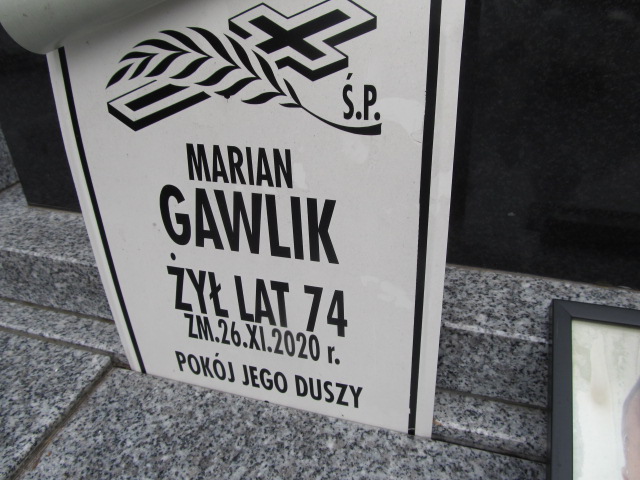 Ś.P.
MARIAN
GAWLIK
ŻYŁ LAT 74
ZM.26.XI.2020 r.
POKÓJ JEGO DUSZY